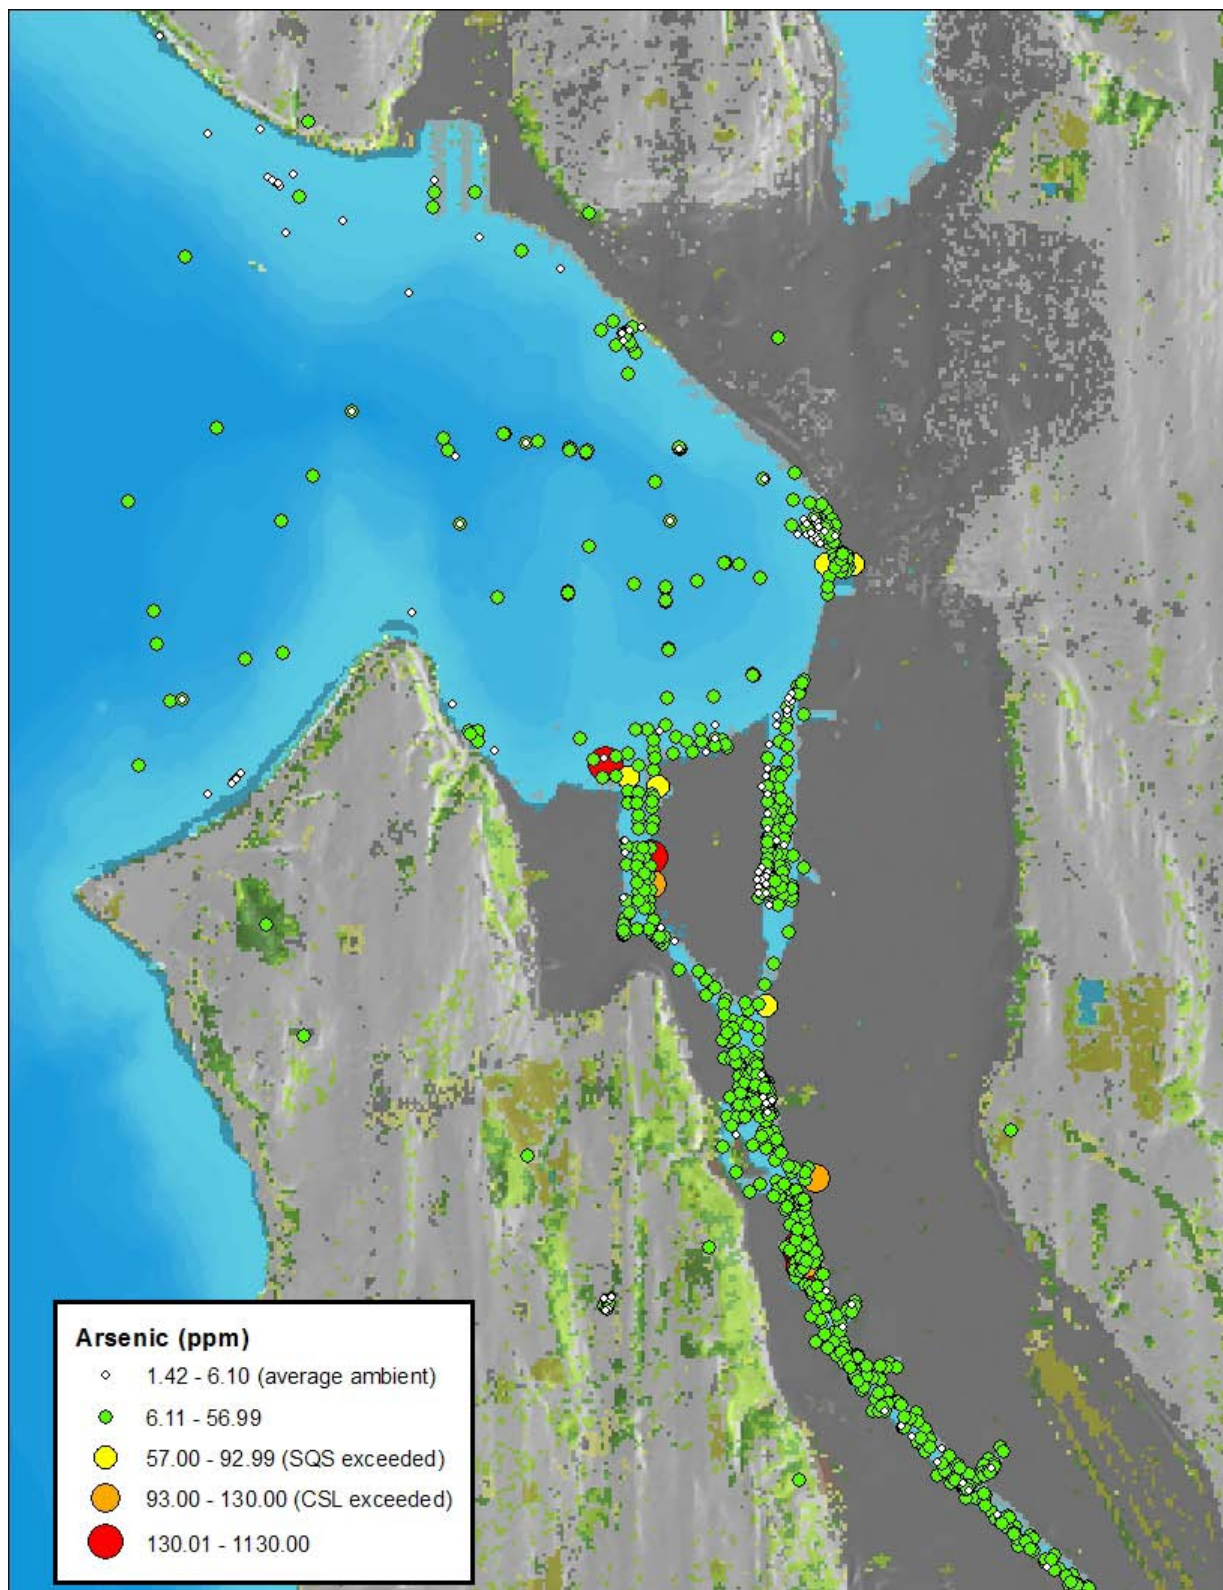 Arsenic (ppm)
1.42 - 6.10 (average ambient)
6.11 - 56.99
57.00 - 92.99 (SQS exceeded)
93.00 - 130.00 (CSL exceeded)
130.01 - 1130.00